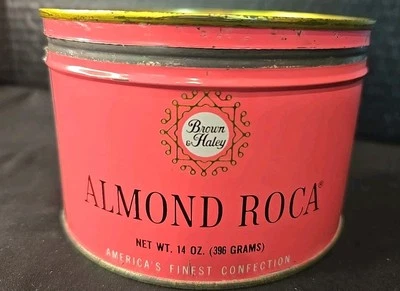 Brown
& Haley
ALMOND ROCA®
NET WT. 14 OZ. (396 GRAMS)
AMERICA'S FINEST CONFECTION